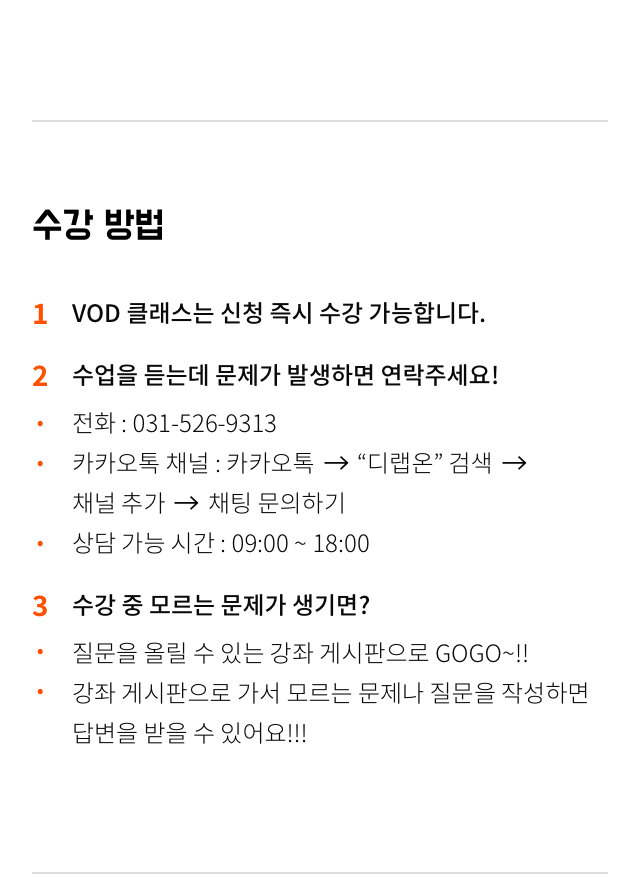 수강 방법
1 VOD 클래스는 신청 즉시 수강 가능합니다.
2 수업을 듣는데 문제가 발생하면 연락주세요!
• 전화 : 031-526-9313
• 카카오톡 채널 : 카카오톡 → “디랩온” 검색 →
채널 추가 → 채팅 문의하기
• 상담 가능 시간 : 09:00 ~ 18:00
3 수강 중 모르는 문제가 생기면?
• 질문을 올릴 수 있는 강좌 게시판으로 GOGO~!!
• 강좌 게시판으로 가서 모르는 문제나 질문을 작성하면
답변을 받을 수 있어요!!!